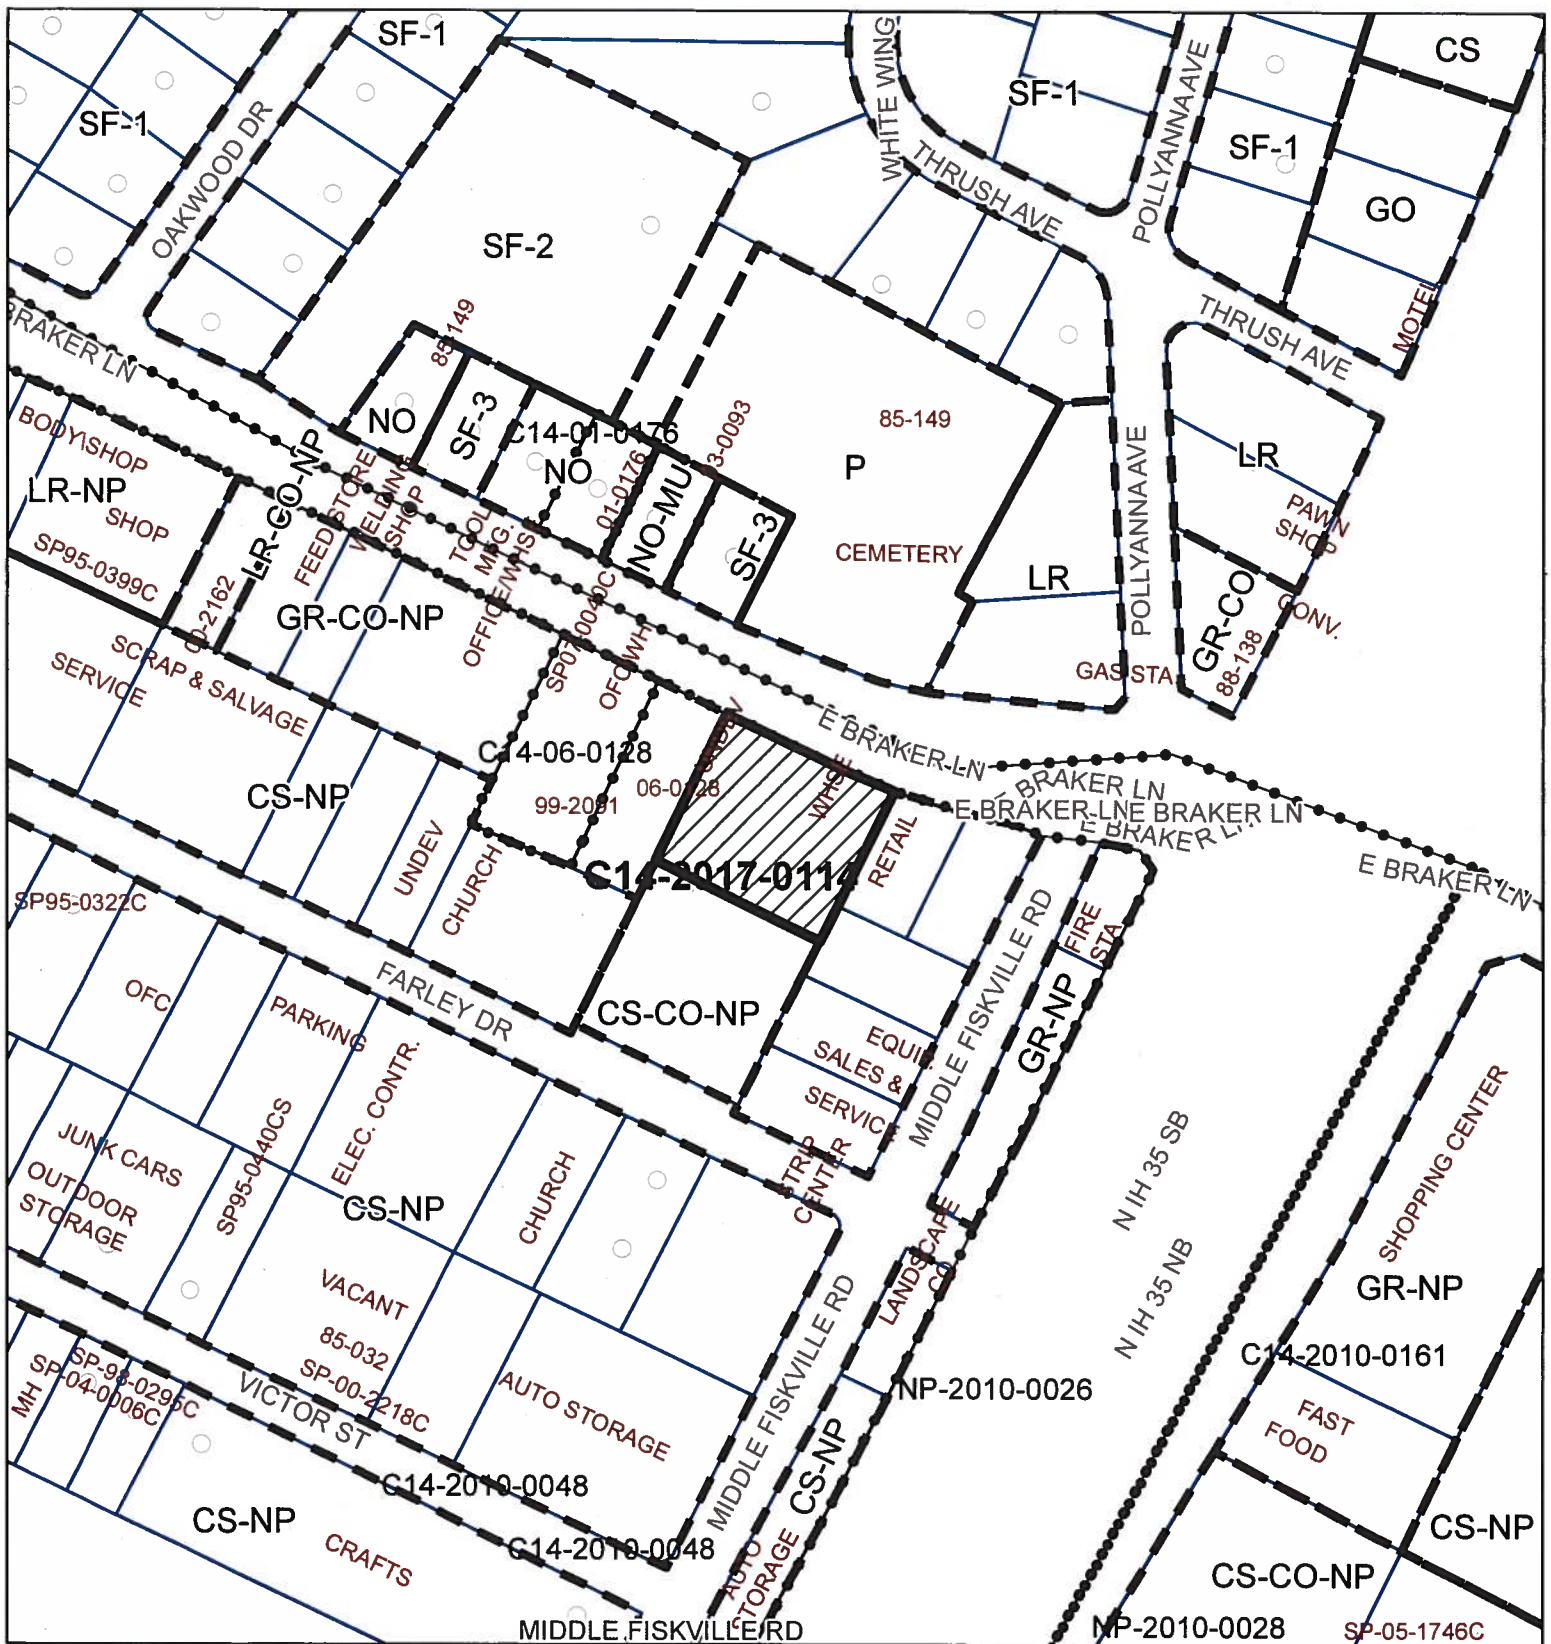 SF-1
CS
SF-1
SF-1
SF-1
WHITE WING
POLLYANNA AVE
OAKWOOD DR
THRUSH AVE
GO
SF-2
MOTEL
THRUSH AVE
BRAKER LN
85-149
NO
SF-3
C14-01-0176
NO
01-0176
NO-MU
3-0093
SF-3
85-149
P
CEMETERY
LR
POLLYANNA AVE
LR
PAWN
SHOP
GR-CO
CONV.
88-138
GAS STA
BODY\SHOP
LR-NP
SHOP
SP95-0399C
LR-CO-NP
FEED STORE
WELDING
SHOP
TOOL
MFG.
OFFICE/WHSE
GR-CO-NP
SCRAP & SALVAGE
SERVICE
OFC/WH
C14-06-0128
99-2091
06-0128
UNDEV
WHSE
E BRAKER LN
E BRAKER LN
E BRAKER LN
E BRAKER LN
E BRAKER LN
E BRAKER LN
CS-NP
UNDEV
CHURCH
C14-2017-0114
RETAIL
SP95-0322C
OFC
PARKING
FARLEY DR
CS-CO-NP
EQUIP
SALES &
SERVICE
MIDDLE FISKVILLE RD
FIRE
STA
GR-NP
ELEC. CONTR.
JUNK CARS
OUTDOOR
STORAGE
SP95-0440CS
CS-NP
CHURCH
STRIP
CENTER
LANDSCAPE
CO
N IH 35 SB
N IH 35 NB
SHOPPING CENTER
GR-NP
C14-2010-0161
VACANT
85-032
SP-00-2218C
AUTO STORAGE
MIDDLE FISKVILLE RD
NP-2010-0026
FAST
FOOD
MH
SP-98-0295C
SP-04-0006C
VICTOR ST
C14-2010-0048
CS-NP
CS-NP
CRAFTS
C14-2010-0048
AUTO
STORAGE
CS-NP
CS-CO-NP
MIDDLE FISKVILLE RD
NP-2010-0028
SP-05-1746C